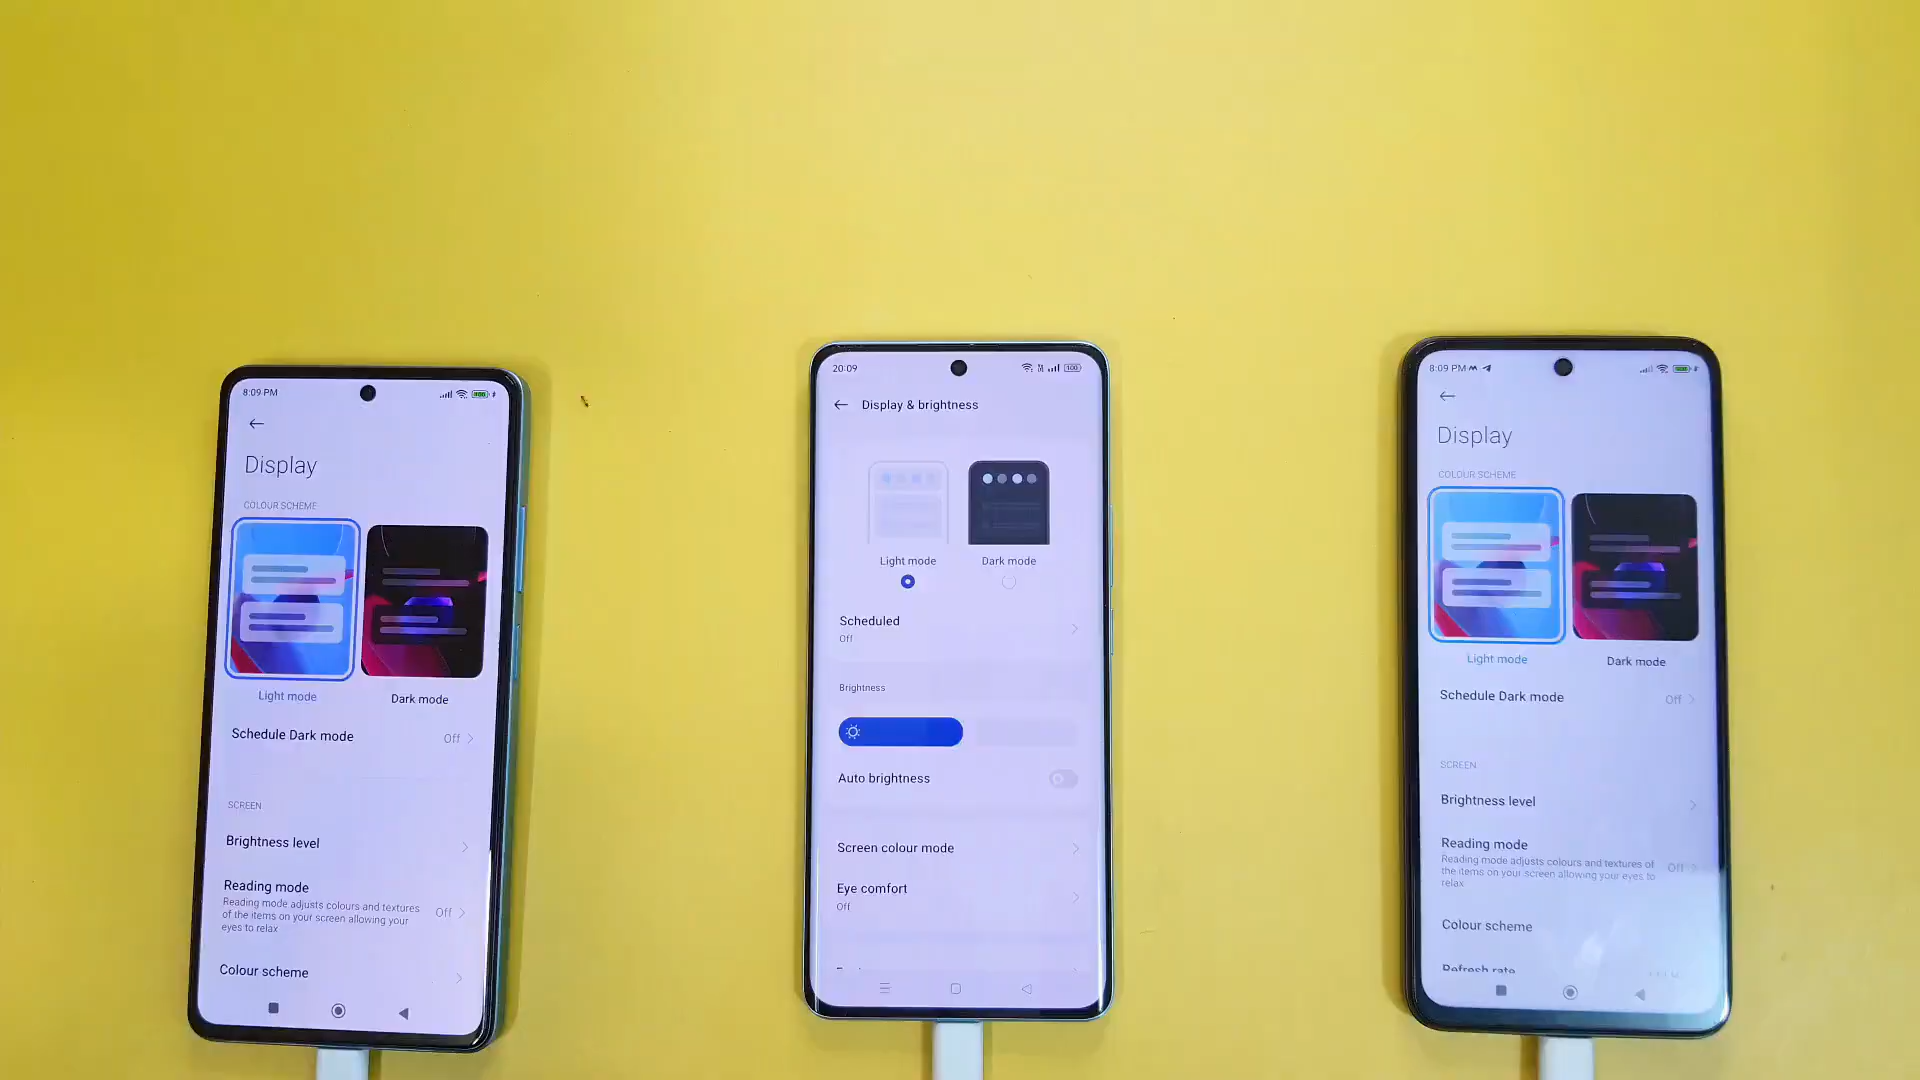 8:09 PM
Display
COLOUR SCHEME
Light mode
Dark mode
Schedule Dark mode
Off
SCREEN
Brightness level
Reading mode
Reading mode adjusts colours and textures
of the items on your screen allowing your
eyes to relax
Off
Colour scheme
20:09
100
Display & brightness
Light mode
Dark mode
Scheduled
Off
Brightness
Auto brightness
Screen colour mode
Eye comfort
Off
8:09 PM
Display
COLOUR SCHEME
Light mode
Dark mode
Schedule Dark mode
Off
SCREEN
Brightness level
Reading mode
Reading mode adjusts colours and textures of
the items on your screen allowing your eyes to
relax
Off
Colour scheme
Refresh rate